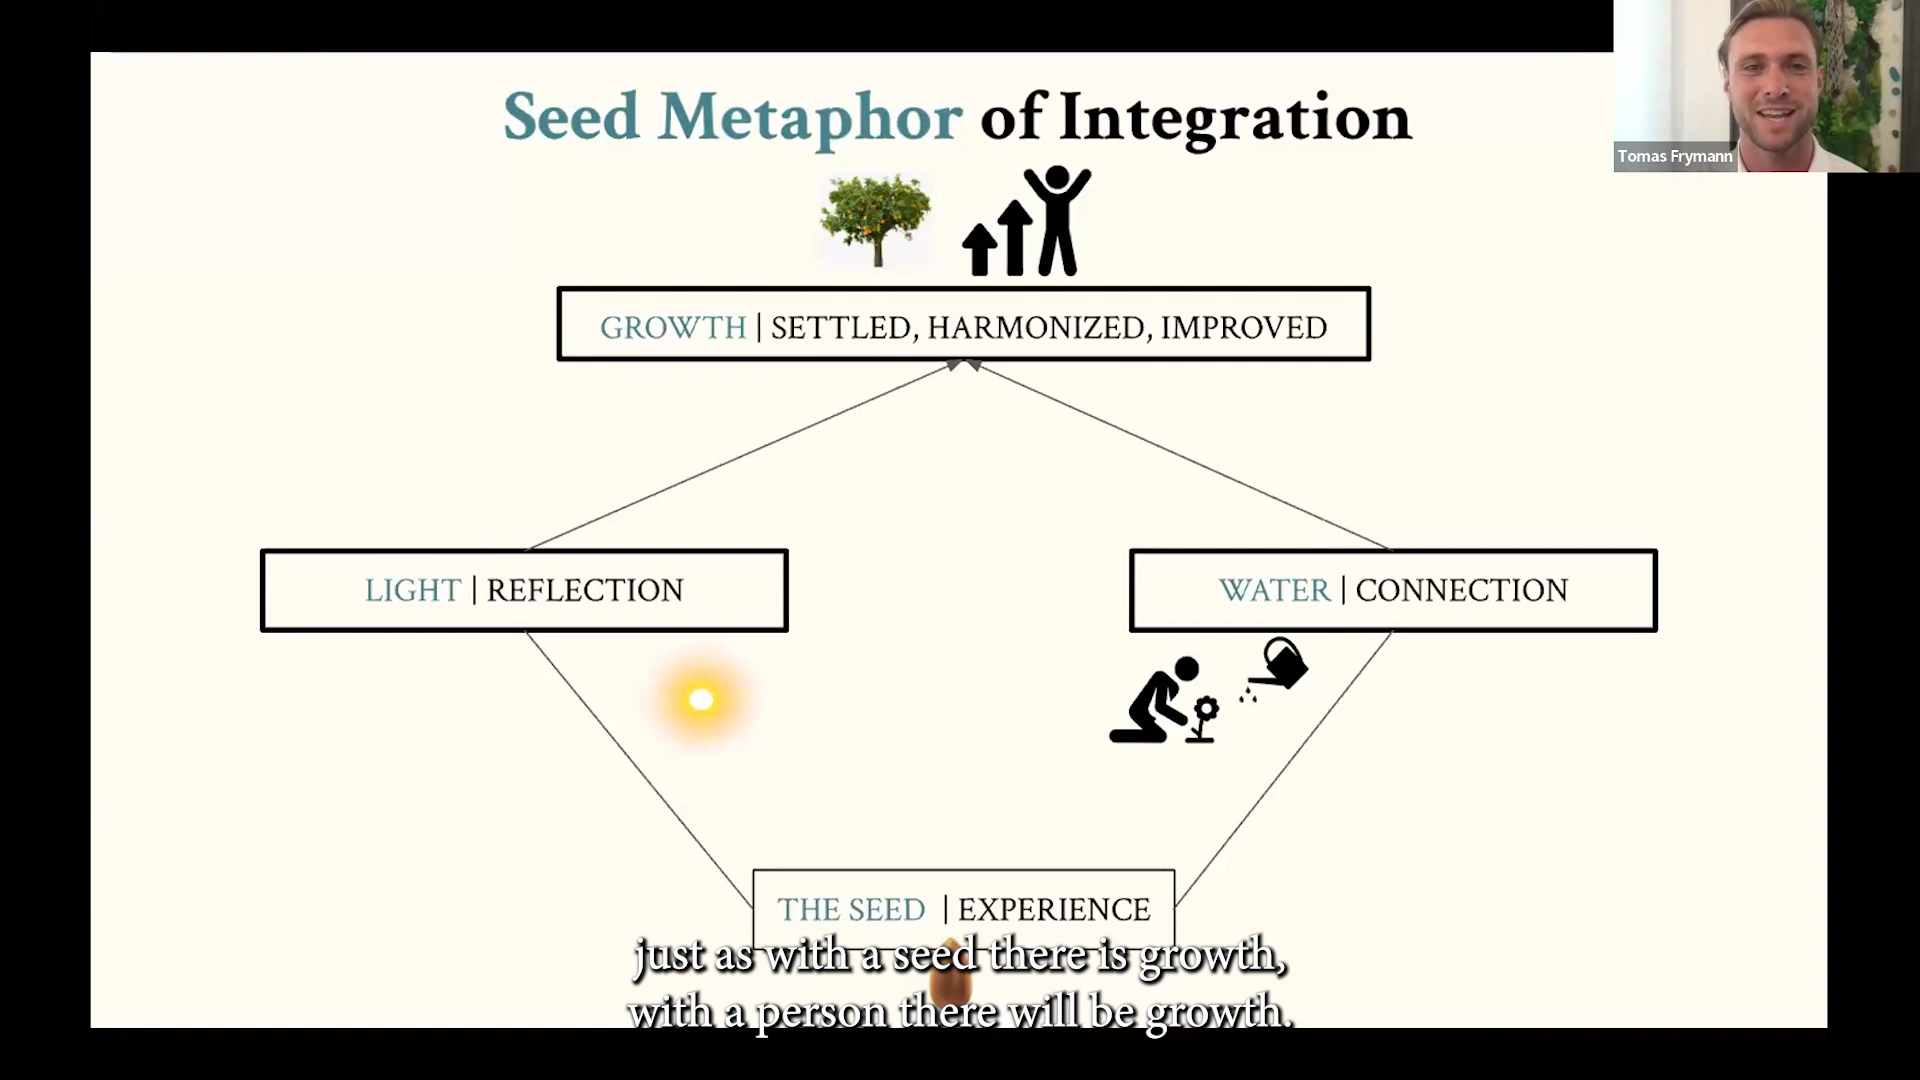 Seed Metaphor of Integration
Tomas Frymann
GROWTH | SETTLED, HARMONIZED, IMPROVED
LIGHT | REFLECTION
WATER | CONNECTION
THE SEED | EXPERIENCE
just as with a seed there is growth,
with a person there will be growth.